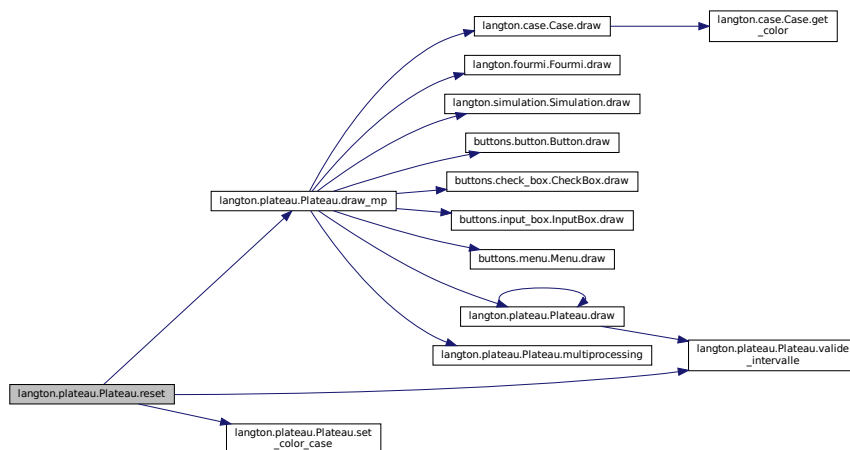 langton.case.Case.draw
langton.case.Case.get
_color
langton.fourmi.Fourmi.draw
langton.simulation.Simulation.draw
buttons.button.Button.draw
buttons.check_box.CheckBox.draw
langton.plateau.Plateau.draw_mp
buttons.input_box.InputBox.draw
buttons.menu.Menu.draw
langton.plateau.Plateau.draw
langton.plateau.Plateau.valide
_intervalle
langton.plateau.Plateau.multiprocessing
langton.plateau.Plateau.reset
langton.plateau.Plateau.set
_color_case